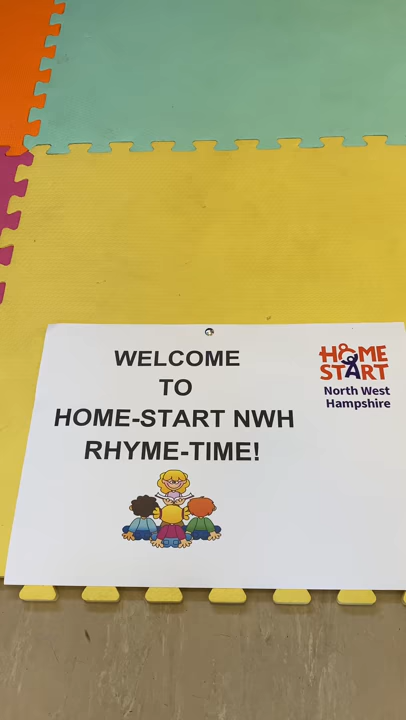 WELCOME
TO
HOME-START NWH
RHYME-TIME!
HOME
START
North West
Hampshire